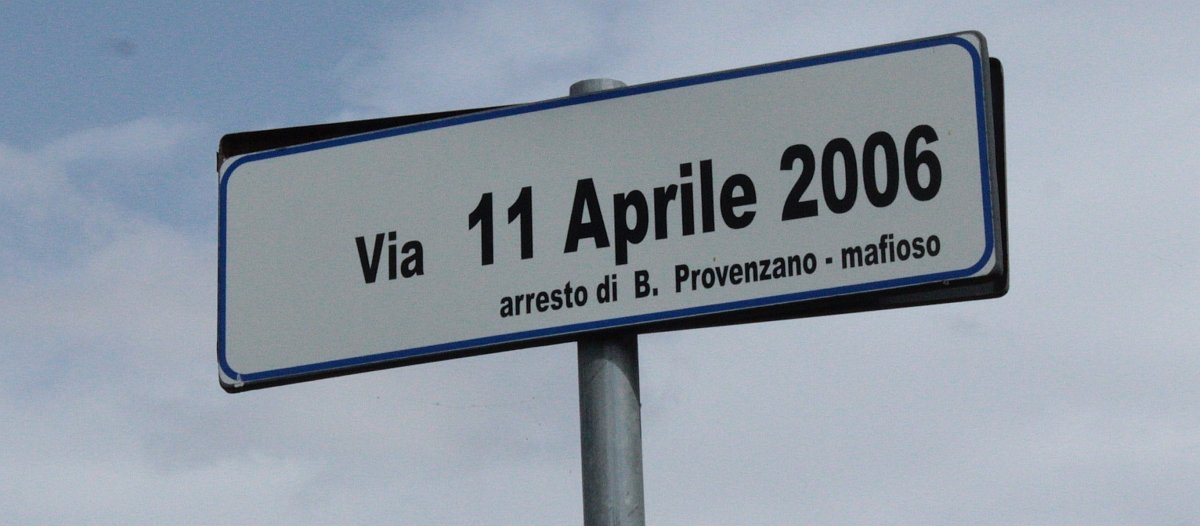 Via 11 Aprile 2006
arresto di B. Provenzano - mafioso